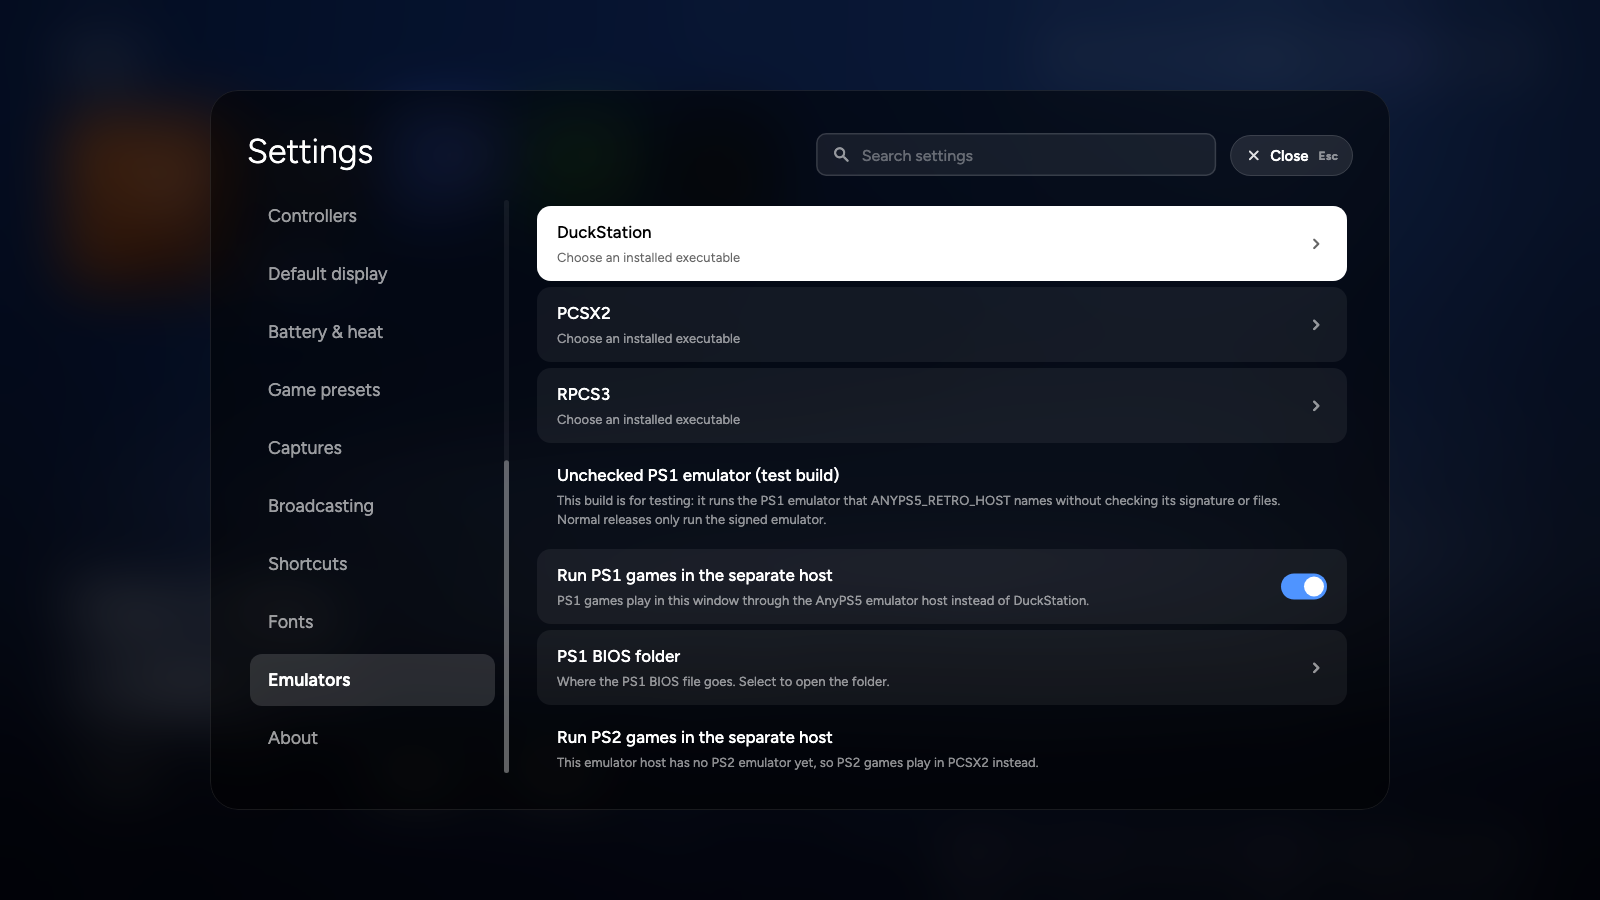 Settings
Search settings
Close Esc
Controllers
Default display
Battery & heat
Game presets
Captures
Broadcasting
Shortcuts
Fonts
Emulators
About
DuckStation
Choose an installed executable
PCSX2
Choose an installed executable
RPCS3
Choose an installed executable
Unchecked PS1 emulator (test build)
This build is for testing: it runs the PS1 emulator that ANYPS5_RETRO_HOST names without checking its signature or files.
Normal releases only run the signed emulator.
Run PS1 games in the separate host
PS1 games play in this window through the AnyPS5 emulator host instead of DuckStation.
PS1 BIOS folder
Where the PS1 BIOS file goes. Select to open the folder.
Run PS2 games in the separate host
This emulator host has no PS2 emulator yet, so PS2 games play in PCSX2 instead.